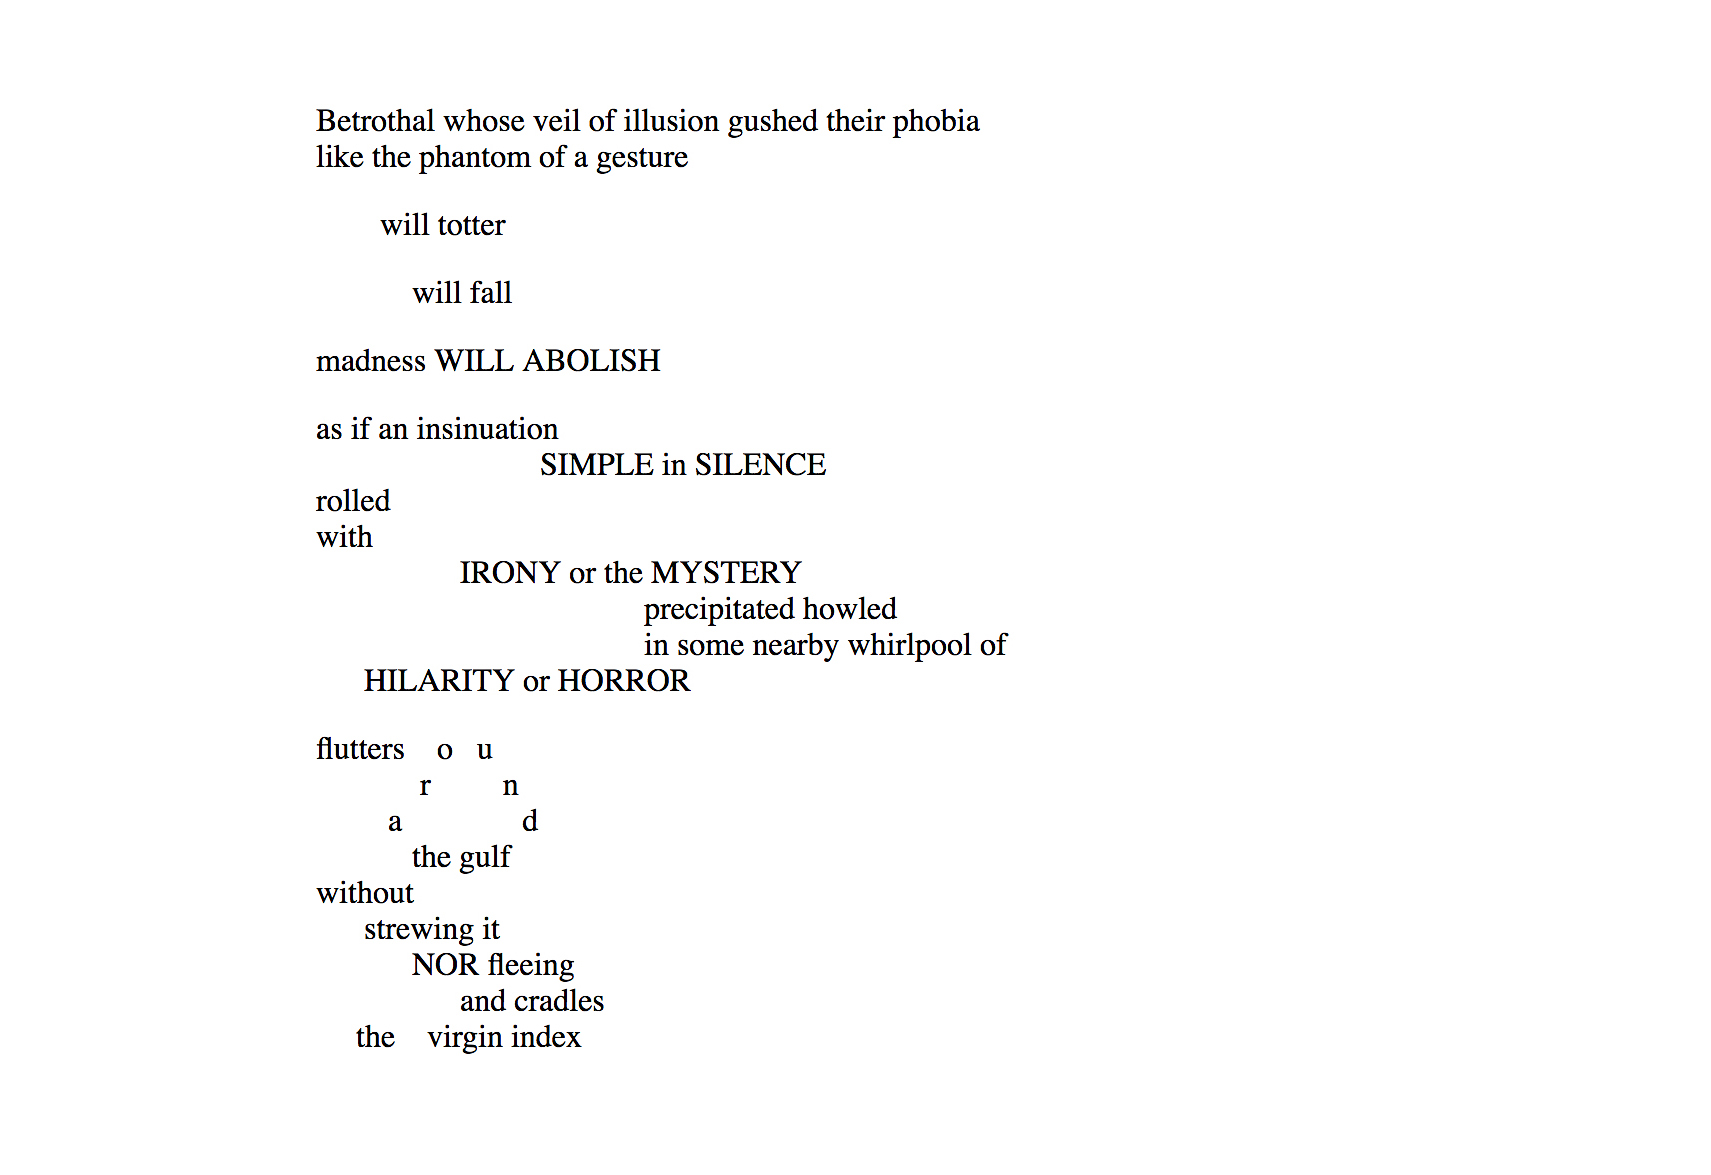 Betrothal whose veil of illusion gushed their phobia
like the phantom of a gesture
will totter
will fall
madness WILL ABOLISH
as if an insinuation
SIMPLE in SILENCE
rolled
with
IRONY or the MYSTERY
precipitated howled
in some nearby whirlpool of
HILARITY or HORROR
flutters o u
r n
a d
the gulf
without
strewing it
NOR fleeing
and cradles
the virgin index